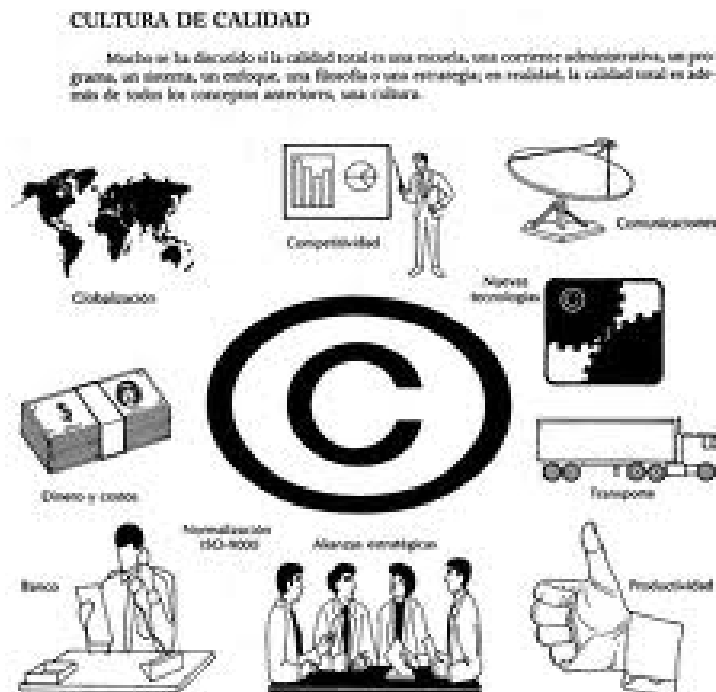 CULTURA DE CALIDAD
Mucho se ha discutido si la calidad total es una escuela, una corriente administrativa, un pro-
grama, un sistema, un enfoque, una filosofía o una estrategia; en realidad, la calidad total es ade-
más de todos los conceptos anteriores, una cultura.
Competitividad
Comunicaciones
Globalización
Nuevas
tecnologías
C
Dinero y costos
Transporte
Normalización
ISO-9000
Alianzas estratégicas
Banco
Productividad